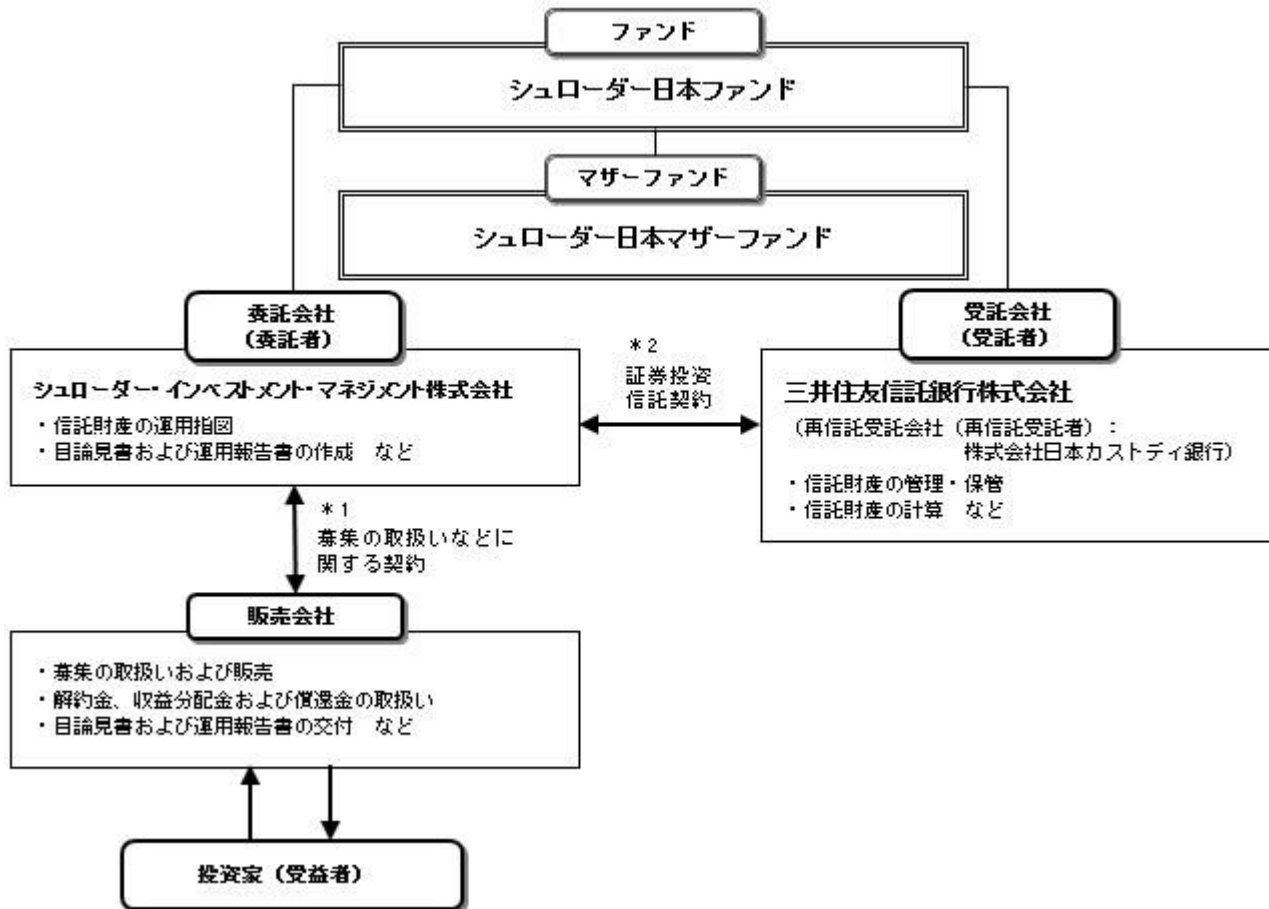 ファンド
シュローダー日本ファンド
マザーファンド
シュローダー日本マザーファンド
委託会社
(委託者)
シュローダー・インベストメント・マネジメント株式会社
・信託財産の運用指図
・目論見書および運用報告書の作成 など
*2
証券投資
信託契約
受託会社
(受託者)
三井住友信託銀行株式会社
(再信託受託会社(再信託受託者):
株式会社日本カストディ銀行)
・信託財産の管理・保管
・信託財産の計算 など
*1
募集の取扱いなどに
関する契約
販売会社
・募集の取扱いおよび販売
・解約金、収益分配金および償還金の取扱い
・目論見書および運用報告書の交付 など
投資家(受益者)